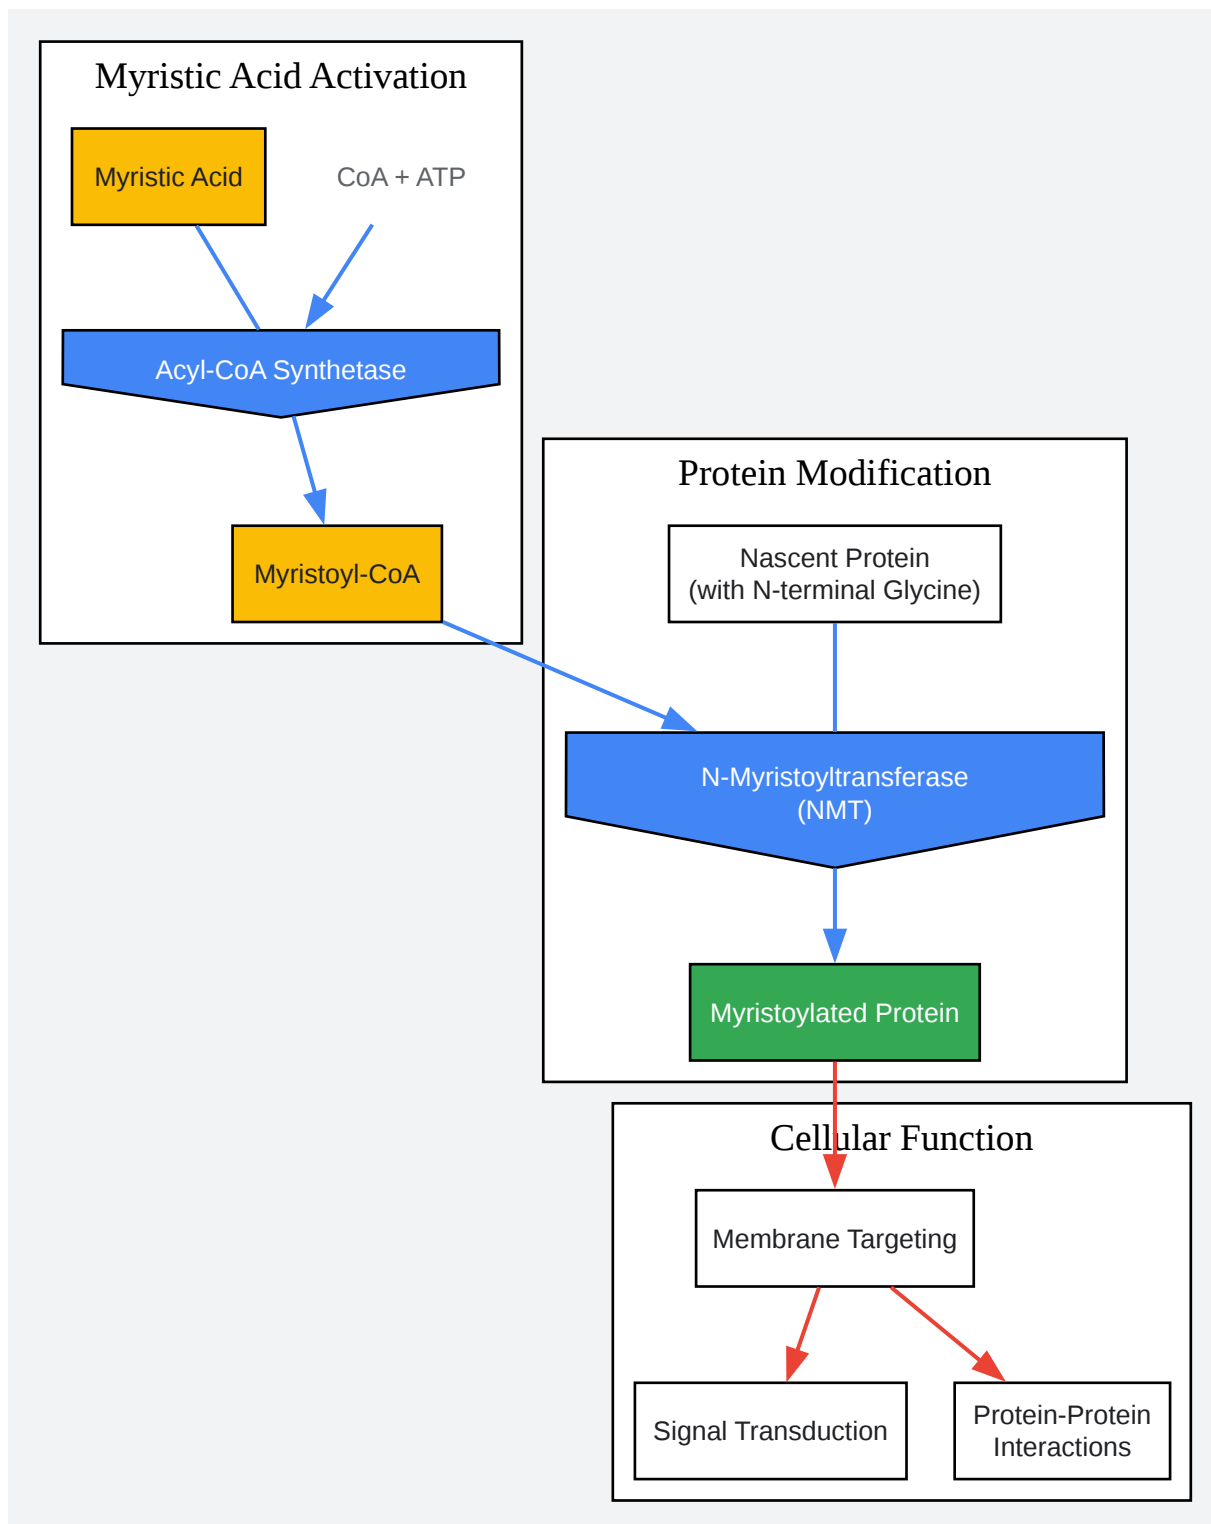 Myristic Acid Activation
Myristic Acid
CoA + ATP
Acyl-CoA Synthetase
Myristoyl-CoA
Protein Modification
Nascent Protein
(with N-terminal Glycine)
N-Myristoyltransferase
(NMT)
Myristoylated Protein
Cellular Function
Membrane Targeting
Signal Transduction
Protein-Protein
Interactions